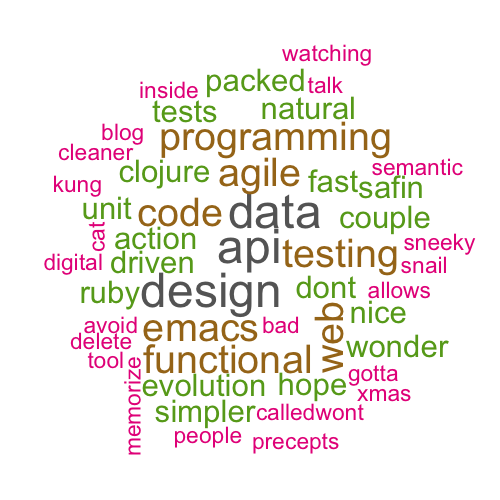 watching
packed
talk
inside
tests
natural
blog
programming
cleaner
clojure
agile
semantic
kung
fast
safin
unit
code
data
couple
cat
action
api
testing
sneeky
digital
driven
snail
ruby
design
dont
allows
avoid
emacs
bad
web
nice
delete
wonder
tool
functional
memorize
evolution
hope
gotta
xmas
simpler
calledwont
people
precepts